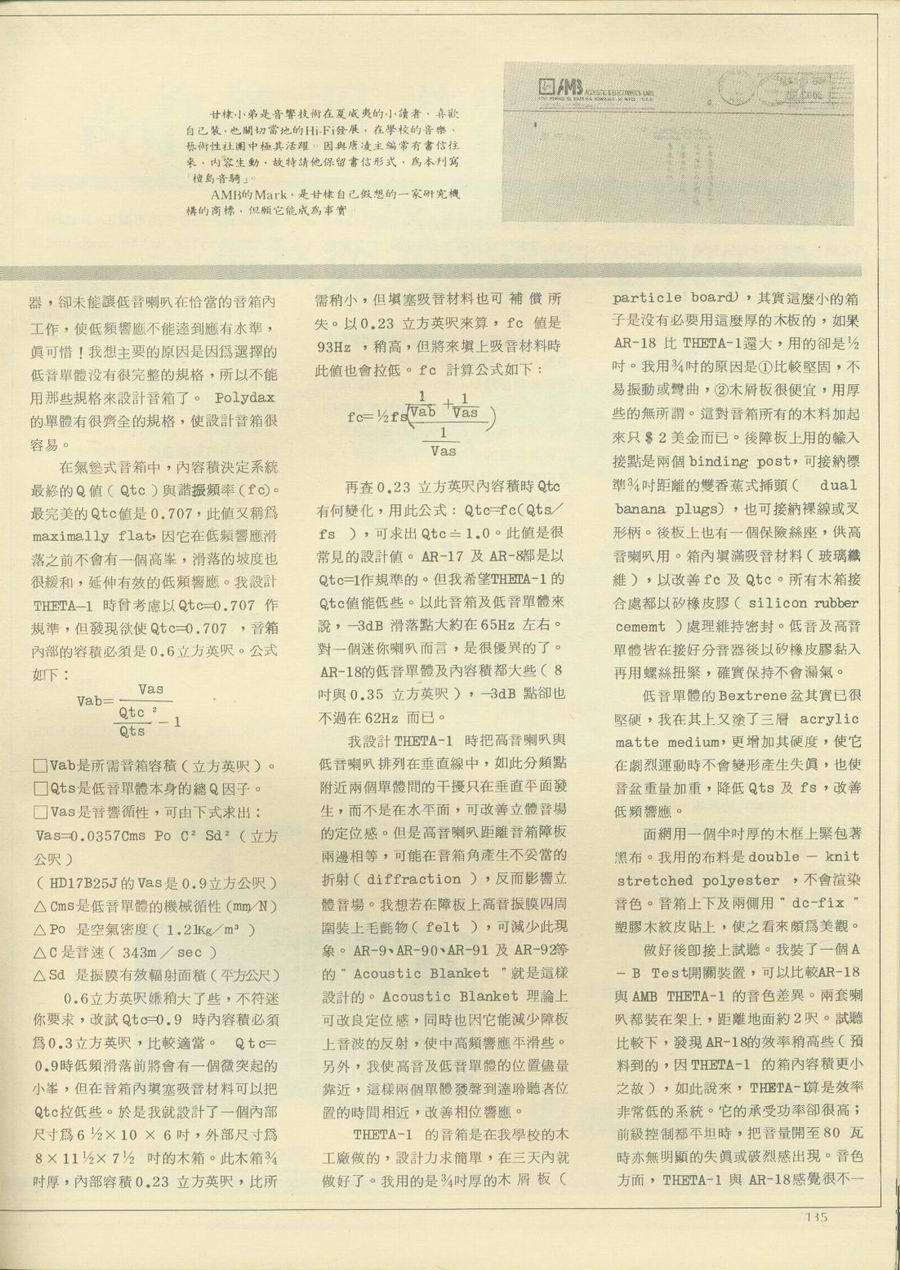 甘棣小弟是音響技術在夏威夷的小讀者，喜歡
自己裝，也關切當地的Hi-Fi發展，在學校的音樂、
藝術性社團中極其活躍。因與唐凌主編常有書信往
來，內容生動，故特請他保留書信形式，為本刊寫
「檀島音騎」。
AMB的Mark，是甘棣自己假想的一家研究機
構的商標，但願它能成為事實。
AMB ACOUSTIC & ELECTRONICS LABS
器，卻未能讓低音喇叭在恰當的音箱內
工作，使低頻響應不能達到應有水準，
眞可惜！我想主要的原因是因爲選擇的
低音單體沒有很完整的規格，所以不能
用那些規格來設計音箱了。 Polydax
的單體有很齊全的規格，使設計音箱很
容易。
在氣墊式音箱中，內容積決定系統
最終的Q值（Qtc）與諧振頻率(fc)。
最完美的Qtc値是0.707，此値又稱爲
maximally flat，因它在低頻響應滑
落之前不會有一個高峯，滑落的坡度也
很緩和，延伸有效的低頻響應。我設計
THETA—1 時曾考慮以Qtc=0.707 作
規準，但發現欲使Qtc=0.707 ，音箱
內部的容積必須是0.6立方英呎。公式
如下：
Vab= Vas / (Qtc ² / Qts − 1)
□Vab是所需音箱容積（立方英呎）。
□Qts是低音單體本身的總Q因子。
□Vas是音響循性，可由下式求出：
Vas=0.0357Cms Po C² Sd²（立方
公呎）
（HD17B25J的Vas是0.9立方公呎）
△Cms是低音單體的機械循性(mm/N)
△Po 是空氣密度（1.21Kg/m³）
△C是音速（343m／sec）
△Sd 是振膜有效輻射面積（平方公尺）
0.6立方英呎嫌稍大了些，不符迷
你要求，改試Qtc=0.9 時內容積必須
爲0.3立方英呎，比較適當。 Qtc=
0.9時低頻滑落前將會有一個微突起的
小峯，但在音箱內塡塞吸音材料可以把
Qtc拉低些。於是我就設計了一個內部
尺寸爲6 ½×10 × 6吋，外部尺寸爲
8×11½×7½ 吋的木箱。此木箱¾
吋厚，內部容積0.23 立方英呎，比所
需稍小，但塡塞吸音材料也可補償所
失。以0.23 立方英呎來算， fc 値是
93Hz ，稍高，但將來塡上吸音材料時
此値也會拉低。fc 計算公式如下：
fc=½fs(√(1/Vab + 1/Vas) / (1/Vas))
再查0.23 立方英呎內容積時Qtc
有何變化，用此公式：Qtc=fc(Qts／
fs ），可求出Qtc≒1.0。此値是很
常見的設計値。 AR-17 及 AR-8都是以
Qtc=1作規準的。但我希望THETA-1的
Qtc値能低些。以此音箱及低音單體來
說，—3dB 滑落點大約在65Hz 左右。
對一個迷你喇叭而言，是很優異的了。
AR-18的低音單體及內容積都大些（8
吋與0.35 立方英呎），—3dB 點卻也
不過在62Hz 而已。
我設計THETA-1 時把高音喇叭與
低音喇叭排列在垂直線中，如此分頻點
附近兩個單體間的干擾只在垂直平面發
生，而不是在水平面，可改善立體音場
的定位感。但是高音喇叭距離音箱障板
兩邊相等，可能在音箱角產生不妥當的
折射（diffraction），反而影響立
體音場。我想若在障板上高音振膜四周
圍裝上毛氈物（felt），可減少此現
象。AR-9、AR-90、AR-91 及 AR-92等
的＂Acoustic Blanket ＂就是這樣
設計的。Acoustic Blanket 理論上
可改良定位感，同時也因它能減少障板
上音波的反射，使中高頻響應平滑些。
另外，我使高音及低音單體的位置儘量
靠近，這樣兩個單體發聲到達聆聽者位
置的時間相近，改善相位響應。
THETA-1 的音箱是在我學校的木
工廠做的，設計力求簡單，在三天內就
做好了。我用的是¾吋厚的木屑板（
particle board），其實這麼小的箱
子是沒有必要用這麼厚的木板的，如果
AR-18 比 THETA-1還大，用的卻是½
吋。我用¾吋的原因是①比較堅固，不
易振動或彎曲，②木屑板很便宜，用厚
些的無所謂。這對音箱所有的木料加起
來只＄2美金而已。後障板上用的輸入
接點是兩個binding post，可接納標
準¾吋距離的雙香蕉式插頭（ dual
banana plugs），也可接納裸線或叉
形柄。後板上也有一個保險絲座，供高
音喇叭用。箱內塡滿吸音材料（玻璃纖
維），以改善fc 及 Qtc。所有木箱接
合處都以矽橡皮膠（silicon rubber
cememt ）處理維持密封。低音及高音
單體皆在接好分音器後以矽橡皮膠黏入
再用螺絲扭緊，確實保持不會漏氣。
低音單體的Bextrene盆其實已很
堅硬，我在其上又塗了三層 acrylic
matte medium，更增加其硬度，使它
在劇烈運動時不會變形產生失眞，也使
音盆重量加重，降低Qts 及 fs，改善
低頻響應。
面網用一個半吋厚的木框上緊包著
黑布。我用的布料是double — knit
stretched polyester ，不會渲染
音色。音箱上下及兩側用＂dc-fix＂
塑膠木紋皮貼上，使之看來頗爲美觀。
做好後卽接上試聽。我裝了一個A
－B Test開關裝置，可以比較AR-18
與AMB THETA-1 的音色差異。兩套喇
叭都裝在架上，距離地面約2呎。試聽
比較下，發現AR-18的效率稍高些（預
料到的，因THETA-1 的箱內容積更小
之故），如此說來， THETA-1算是效率
非常低的系統。它的承受功率卻很高；
前級控制都平坦時，把音量開至80 瓦
時亦無明顯的失眞或破裂感出現。音色
方面，THETA-1 與 AR-18感覺很不一
135